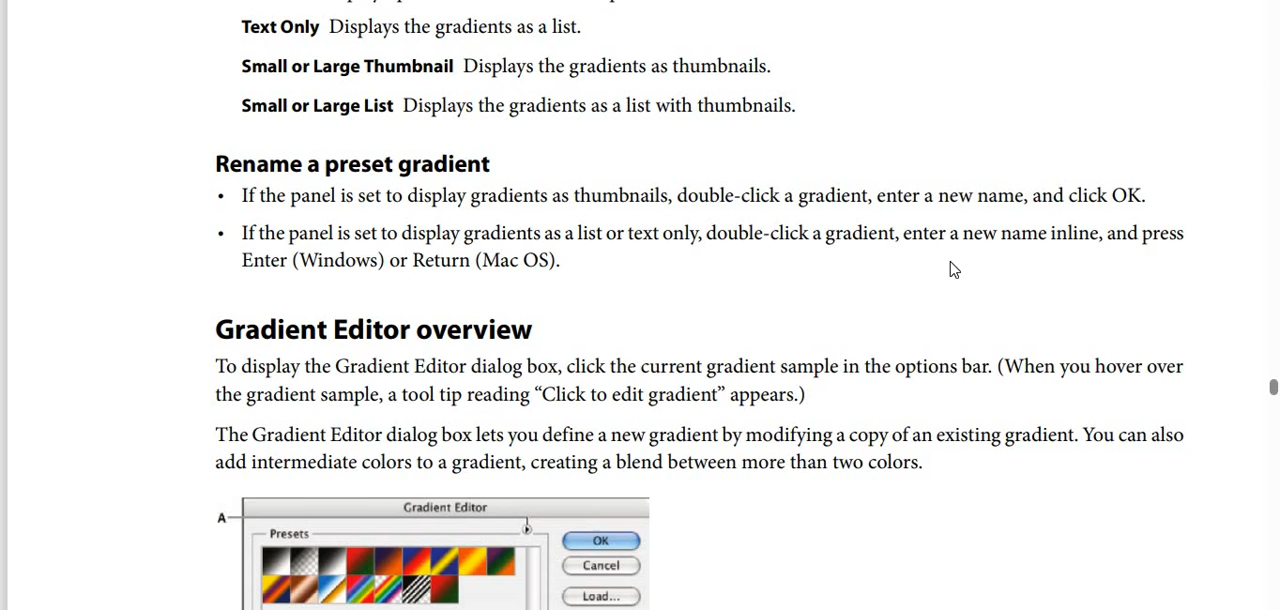 Text Only Displays the gradients as a list.
Small or Large Thumbnail Displays the gradients as thumbnails.
Small or Large List Displays the gradients as a list with thumbnails.
Rename a preset gradient
• If the panel is set to display gradients as thumbnails, double-click a gradient, enter a new name, and click OK.
• If the panel is set to display gradients as a list or text only, double-click a gradient, enter a new name inline, and press
Enter (Windows) or Return (Mac OS).
Gradient Editor overview
To display the Gradient Editor dialog box, click the current gradient sample in the options bar. (When you hover over
the gradient sample, a tool tip reading “Click to edit gradient” appears.)
The Gradient Editor dialog box lets you define a new gradient by modifying a copy of an existing gradient. You can also
add intermediate colors to a gradient, creating a blend between more than two colors.
Gradient Editor
A
Presets
OK
Cancel
Load...